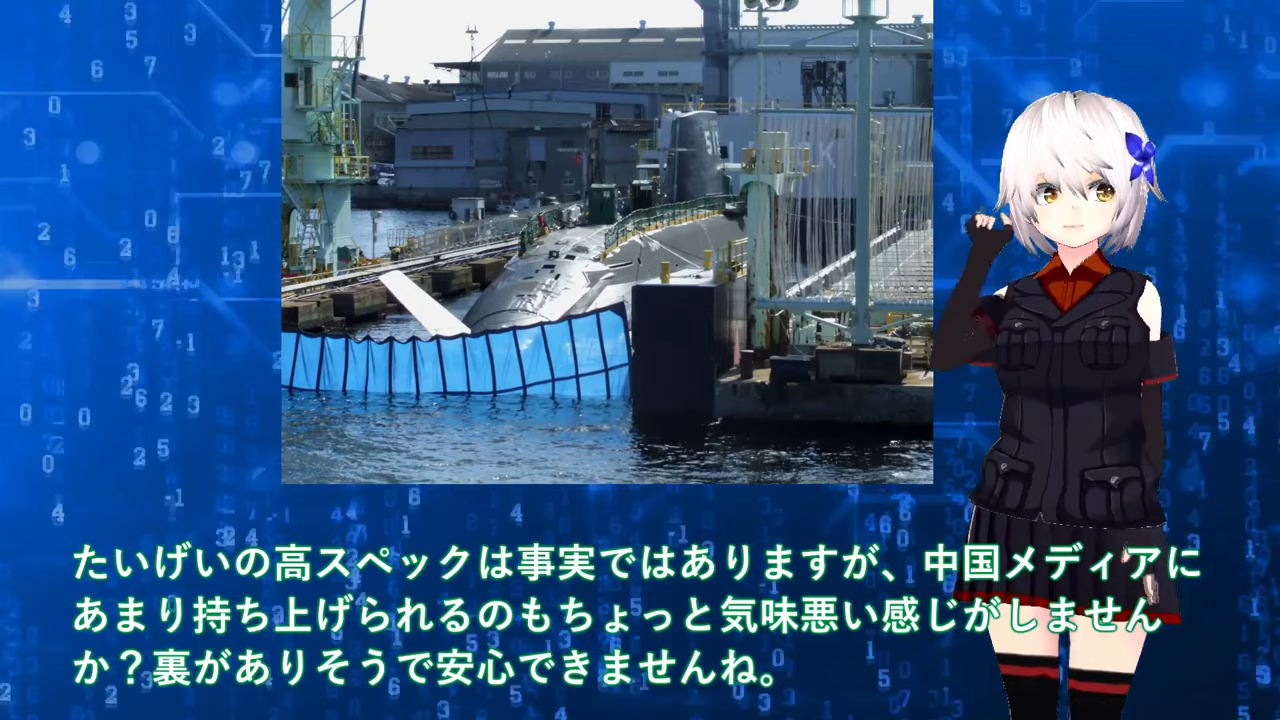 たいげいの高スペックは事実ではありますが、中国メディアに
あまり持ち上げられるのもちょっと気味悪い感じがしません
か？裏がありそうで安心できませんね。